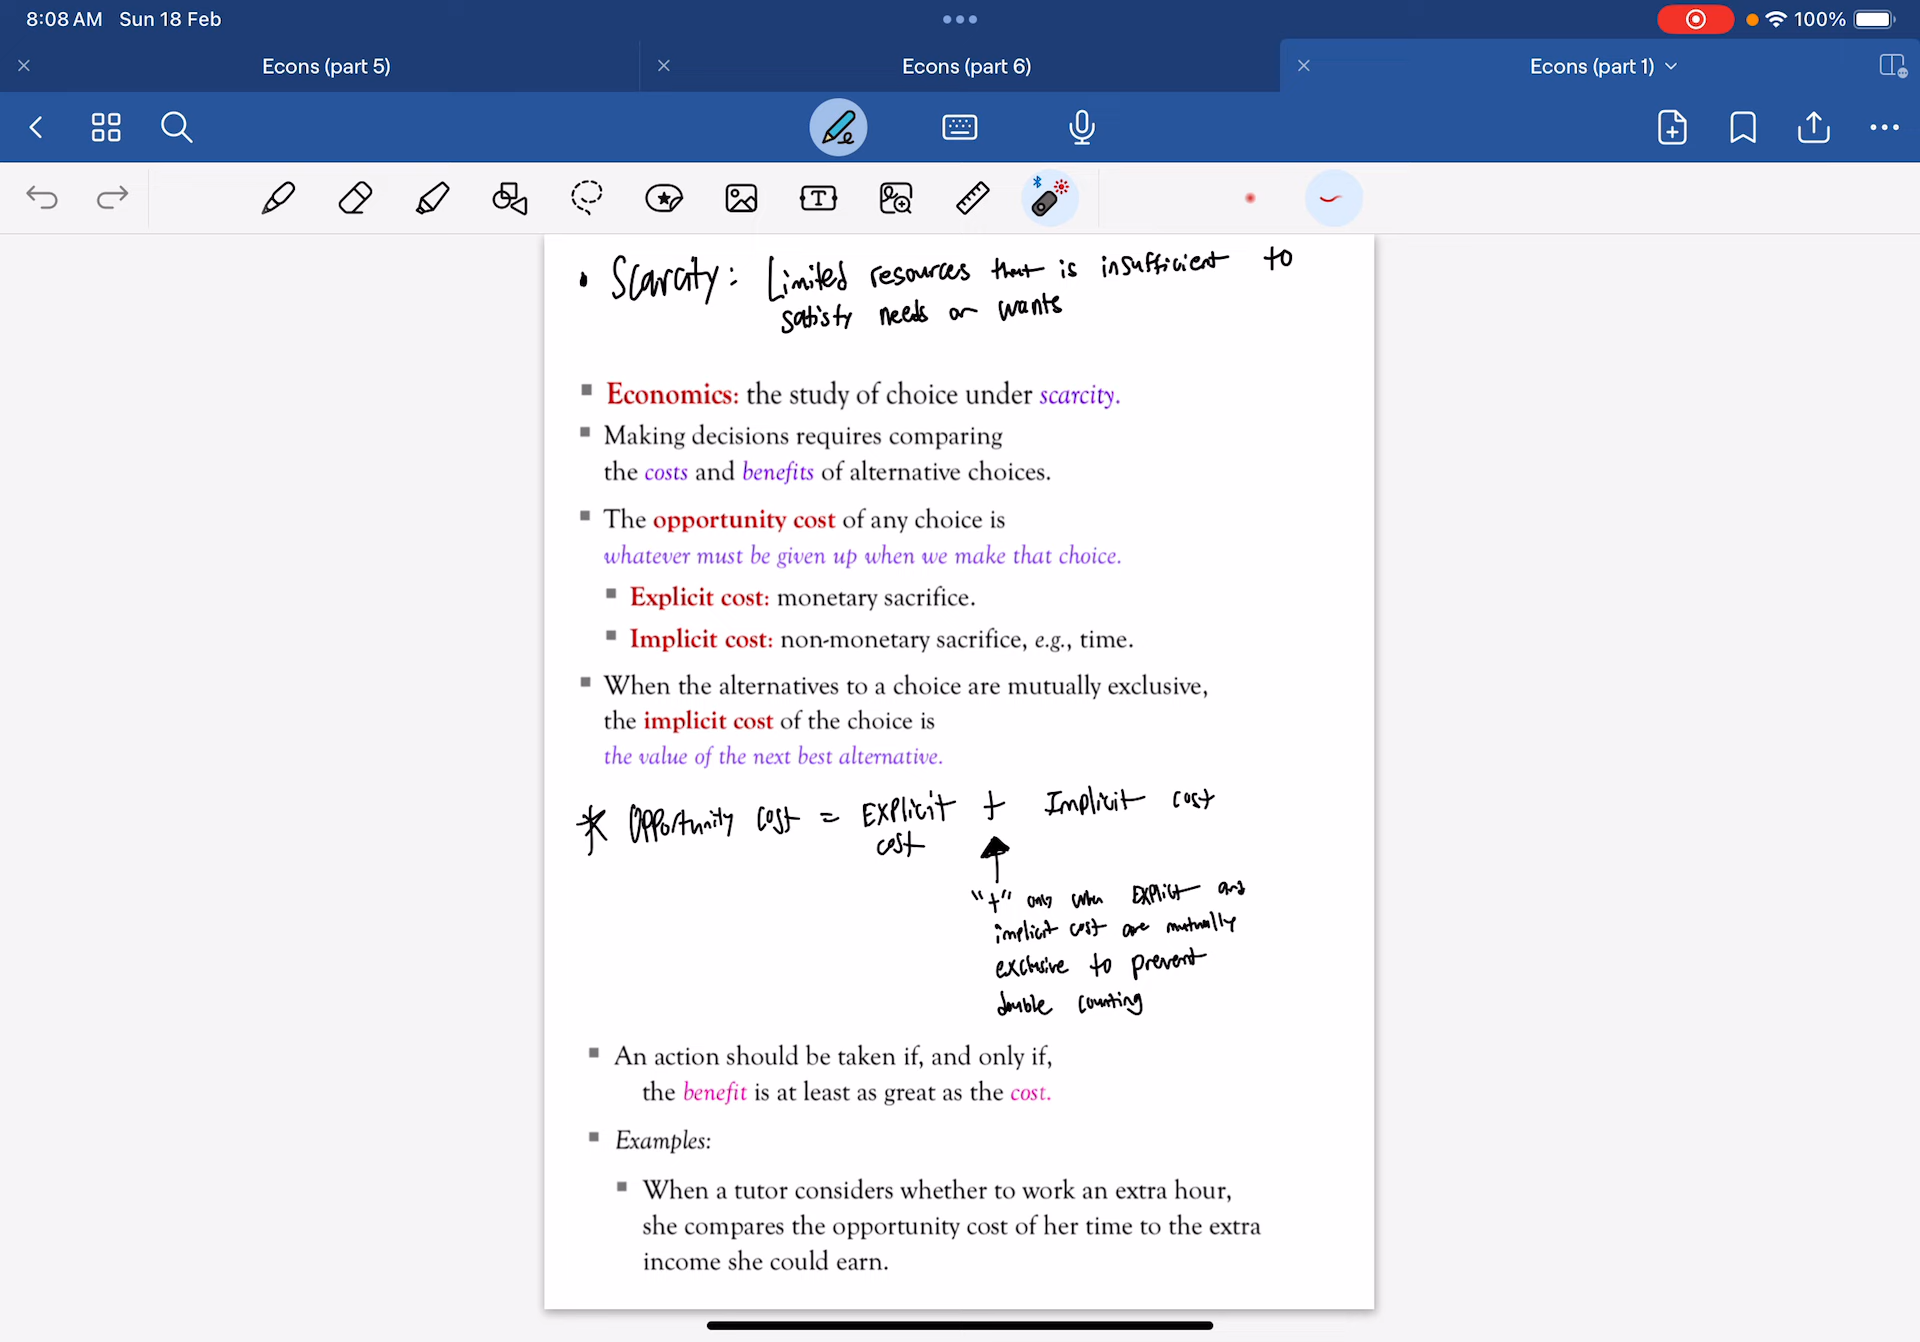 8:08 AM Sun 18 Feb
100%
Econs (part 5)
Econs (part 6)
Econs (part 1)
• Scarcity: Limited resources that is insufficient to
satisfy needs or wants
Economics: the study of choice under scarcity.
Making decisions requires comparing
the costs and benefits of alternative choices.
The opportunity cost of any choice is
whatever must be given up when we make that choice.
Explicit cost: monetary sacrifice.
Implicit cost: non-monetary sacrifice, e.g., time.
When the alternatives to a choice are mutually exclusive,
the implicit cost of the choice is
the value of the next best alternative.
* Opportunity cost = Explicit + Implicit cost
cost
"+" only when Explicit and
implicit cost are mutually
exclusive to prevent
double counting
An action should be taken if, and only if,
the benefit is at least as great as the cost.
Examples:
When a tutor considers whether to work an extra hour,
she compares the opportunity cost of her time to the extra
income she could earn.